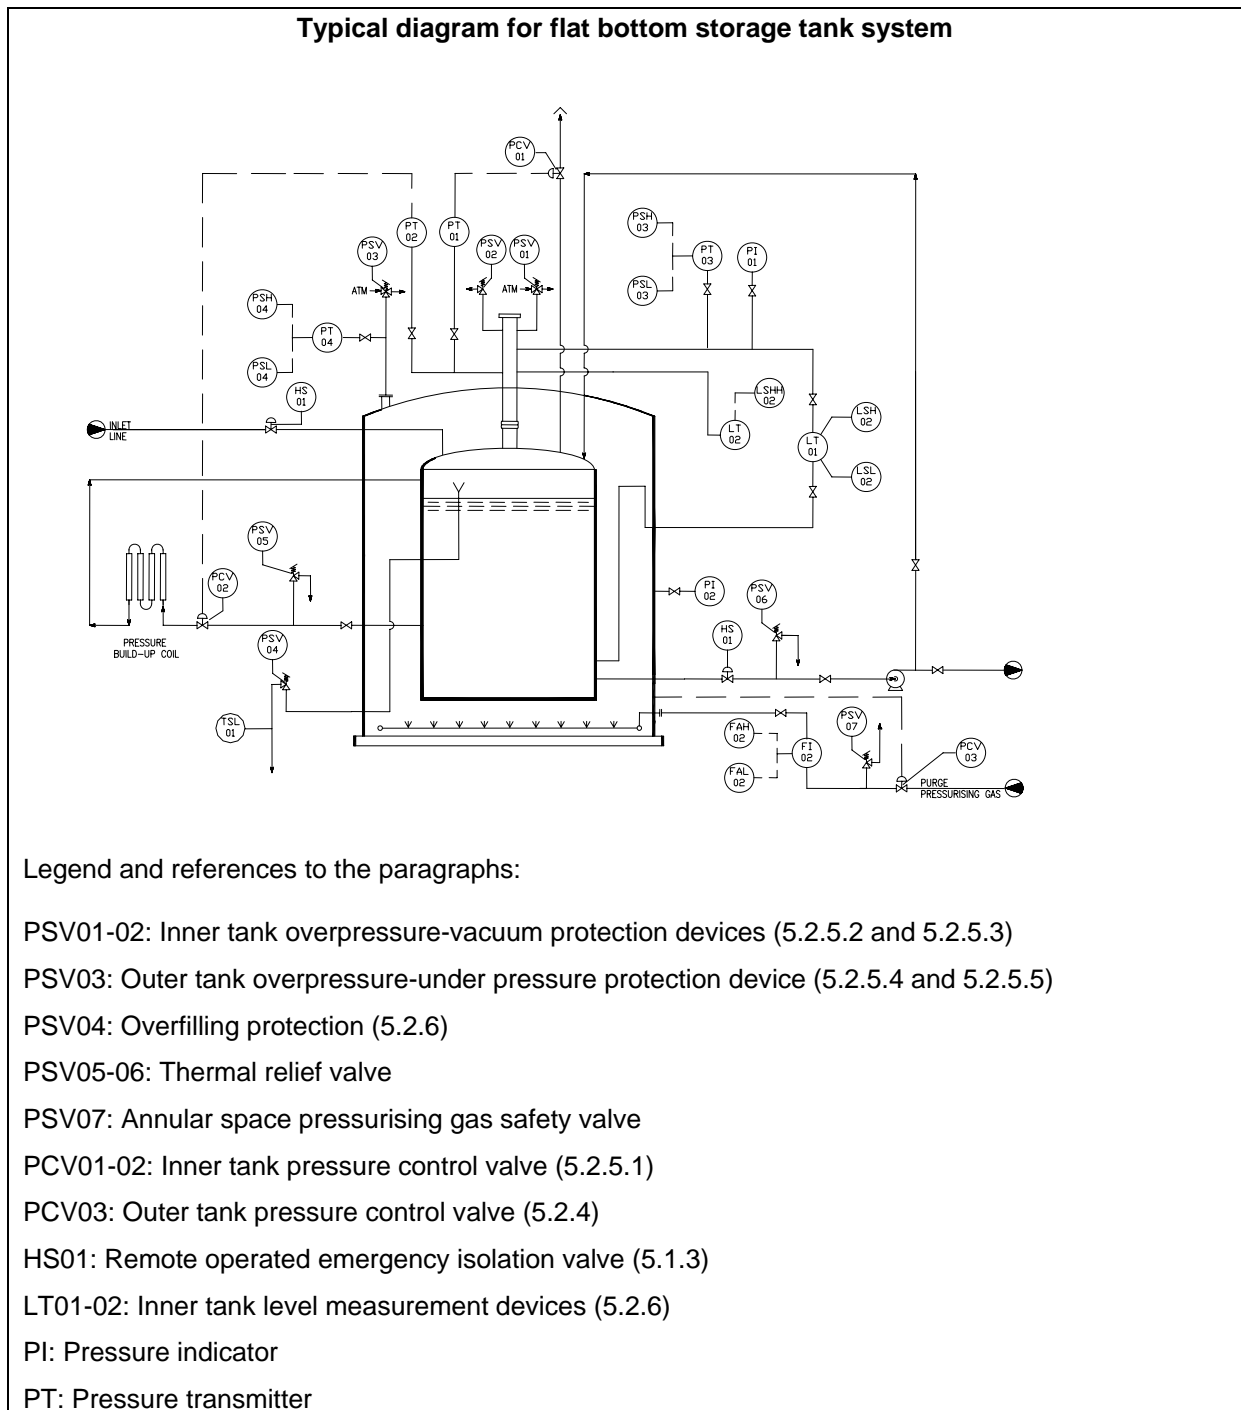 Typical diagram for flat bottom storage tank system
PCV
01
PT
02
PT
01
PSV
03
PSV
02
PSV
01
PSH
03
PT
03
PI
01
PSL
03
ATM
ATM
PSH
04
PT
04
PSL
04
HS
01
LSHH
02
LT
02
LSH
02
LT
01
LSL
02
INLET
LINE
PSV
05
PCV
02
PI
02
PSV
06
HS
01
PRESSURE
BUILD-UP COIL
PSV
04
TSL
01
FAH
02
FI
02
FAL
02
PSV
07
PCV
03
PURGE
PRESSURISING GAS
Legend and references to the paragraphs:
PSV01-02: Inner tank overpressure-vacuum protection devices (5.2.5.2 and 5.2.5.3)
PSV03: Outer tank overpressure-under pressure protection device (5.2.5.4 and 5.2.5.5)
PSV04: Overfilling protection (5.2.6)
PSV05-06: Thermal relief valve
PSV07: Annular space pressurising gas safety valve
PCV01-02: Inner tank pressure control valve (5.2.5.1)
PCV03: Outer tank pressure control valve (5.2.4)
HS01: Remote operated emergency isolation valve (5.1.3)
LT01-02: Inner tank level measurement devices (5.2.6)
PI: Pressure indicator
PT: Pressure transmitter